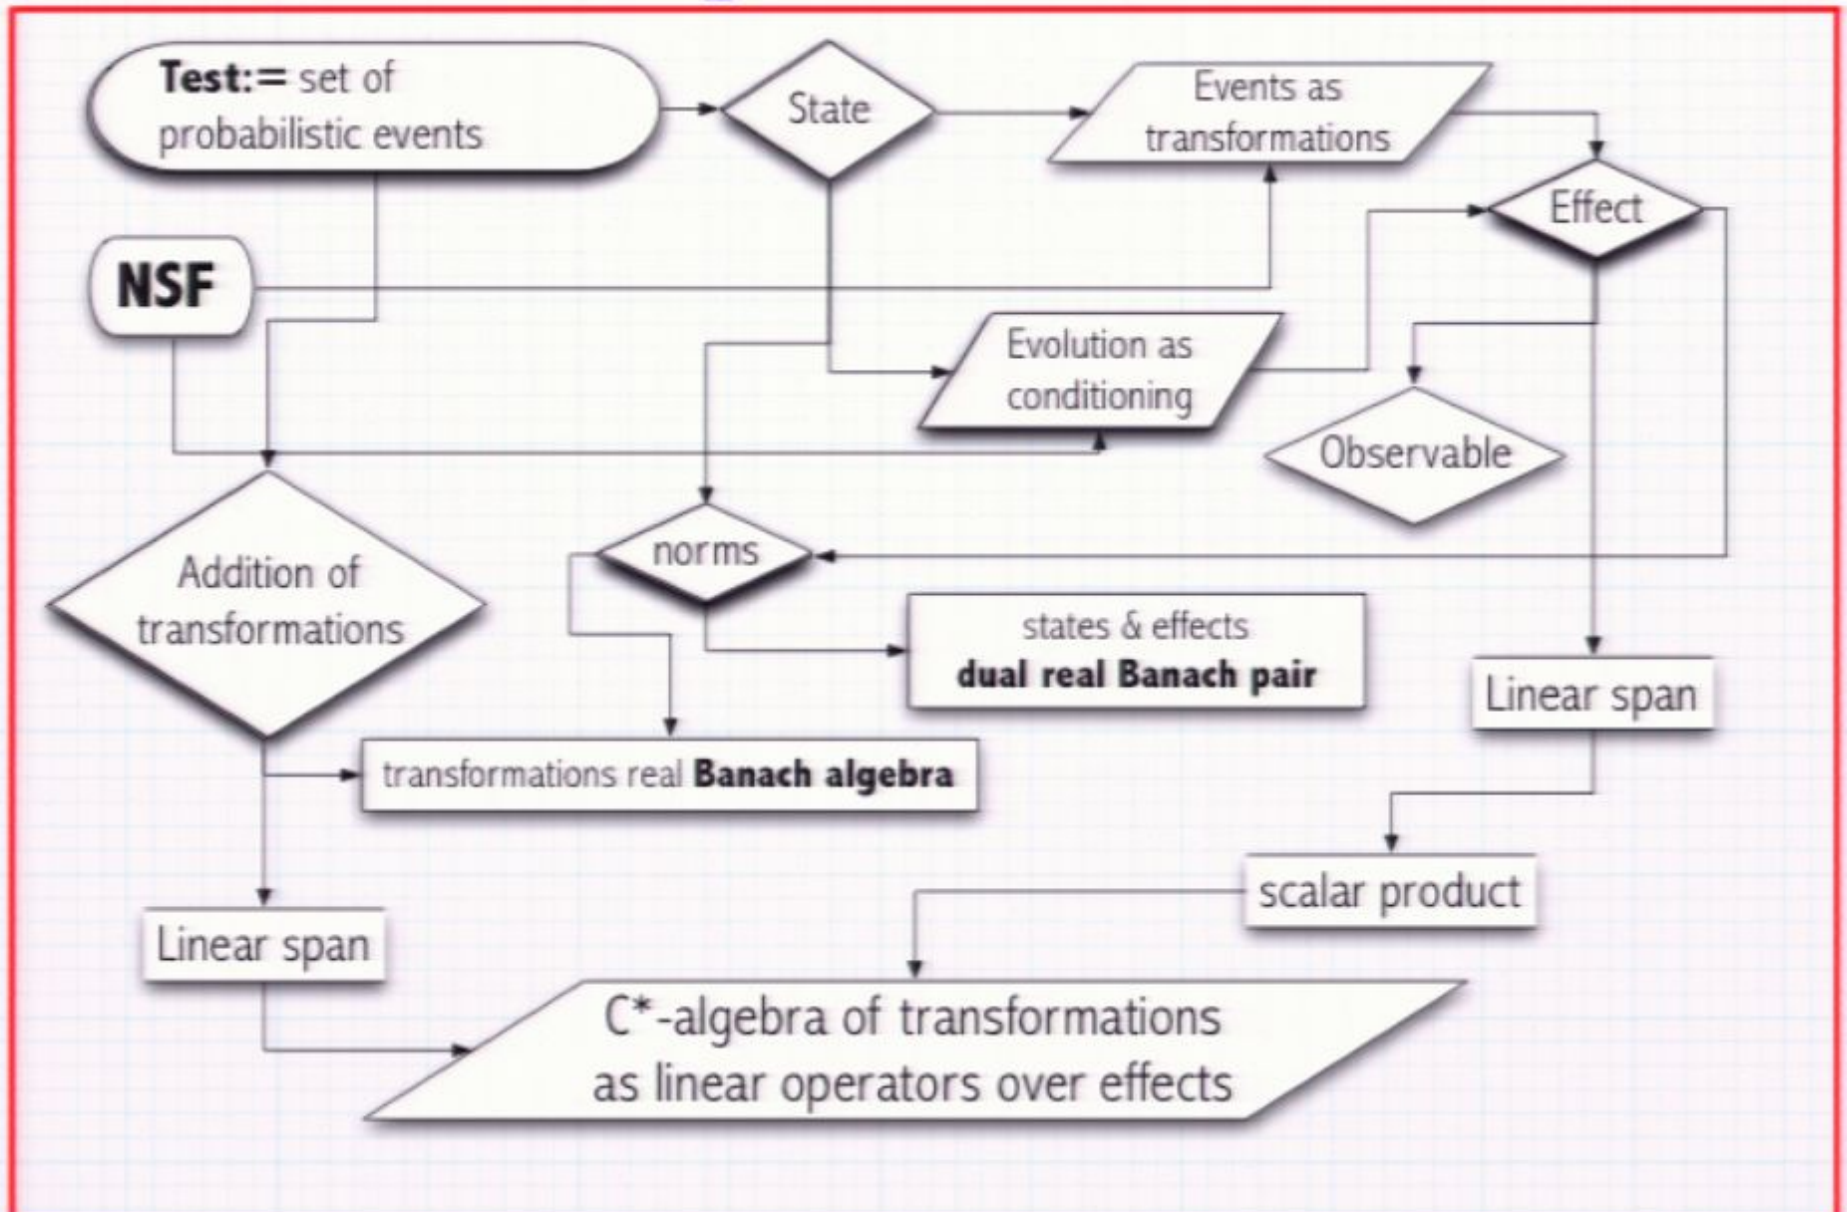 Test:= set of
probabilistic events
State
Events as
transformations
Effect
NSF
Evolution as
conditioning
Observable
norms
Addition of
transformations
states & effects
dual real Banach pair
Linear span
transformations real Banach algebra
scalar product
Linear span
C*-algebra of transformations
as linear operators over effects